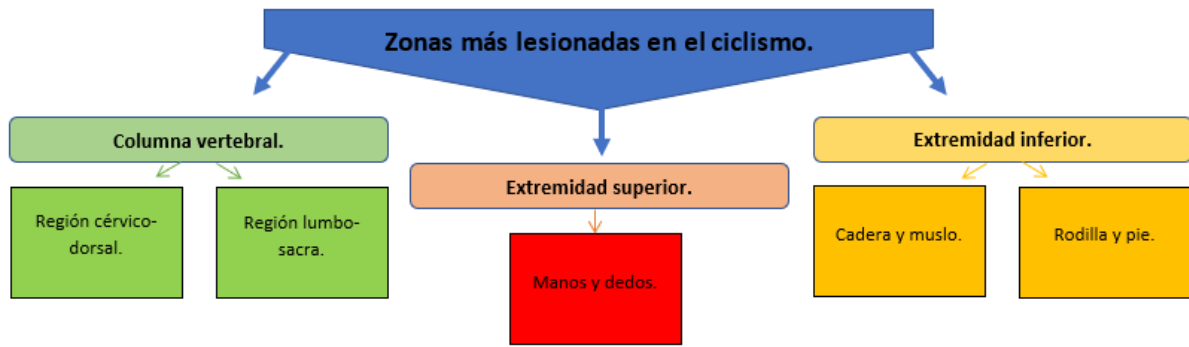 Zonas más lesionadas en el ciclismo.
Columna vertebral.
Región cérvico-
dorsal.
Región lumbo-
sacra.
Extremidad superior.
Manos y dedos.
Extremidad inferior.
Cadera y muslo.
Rodilla y pie.